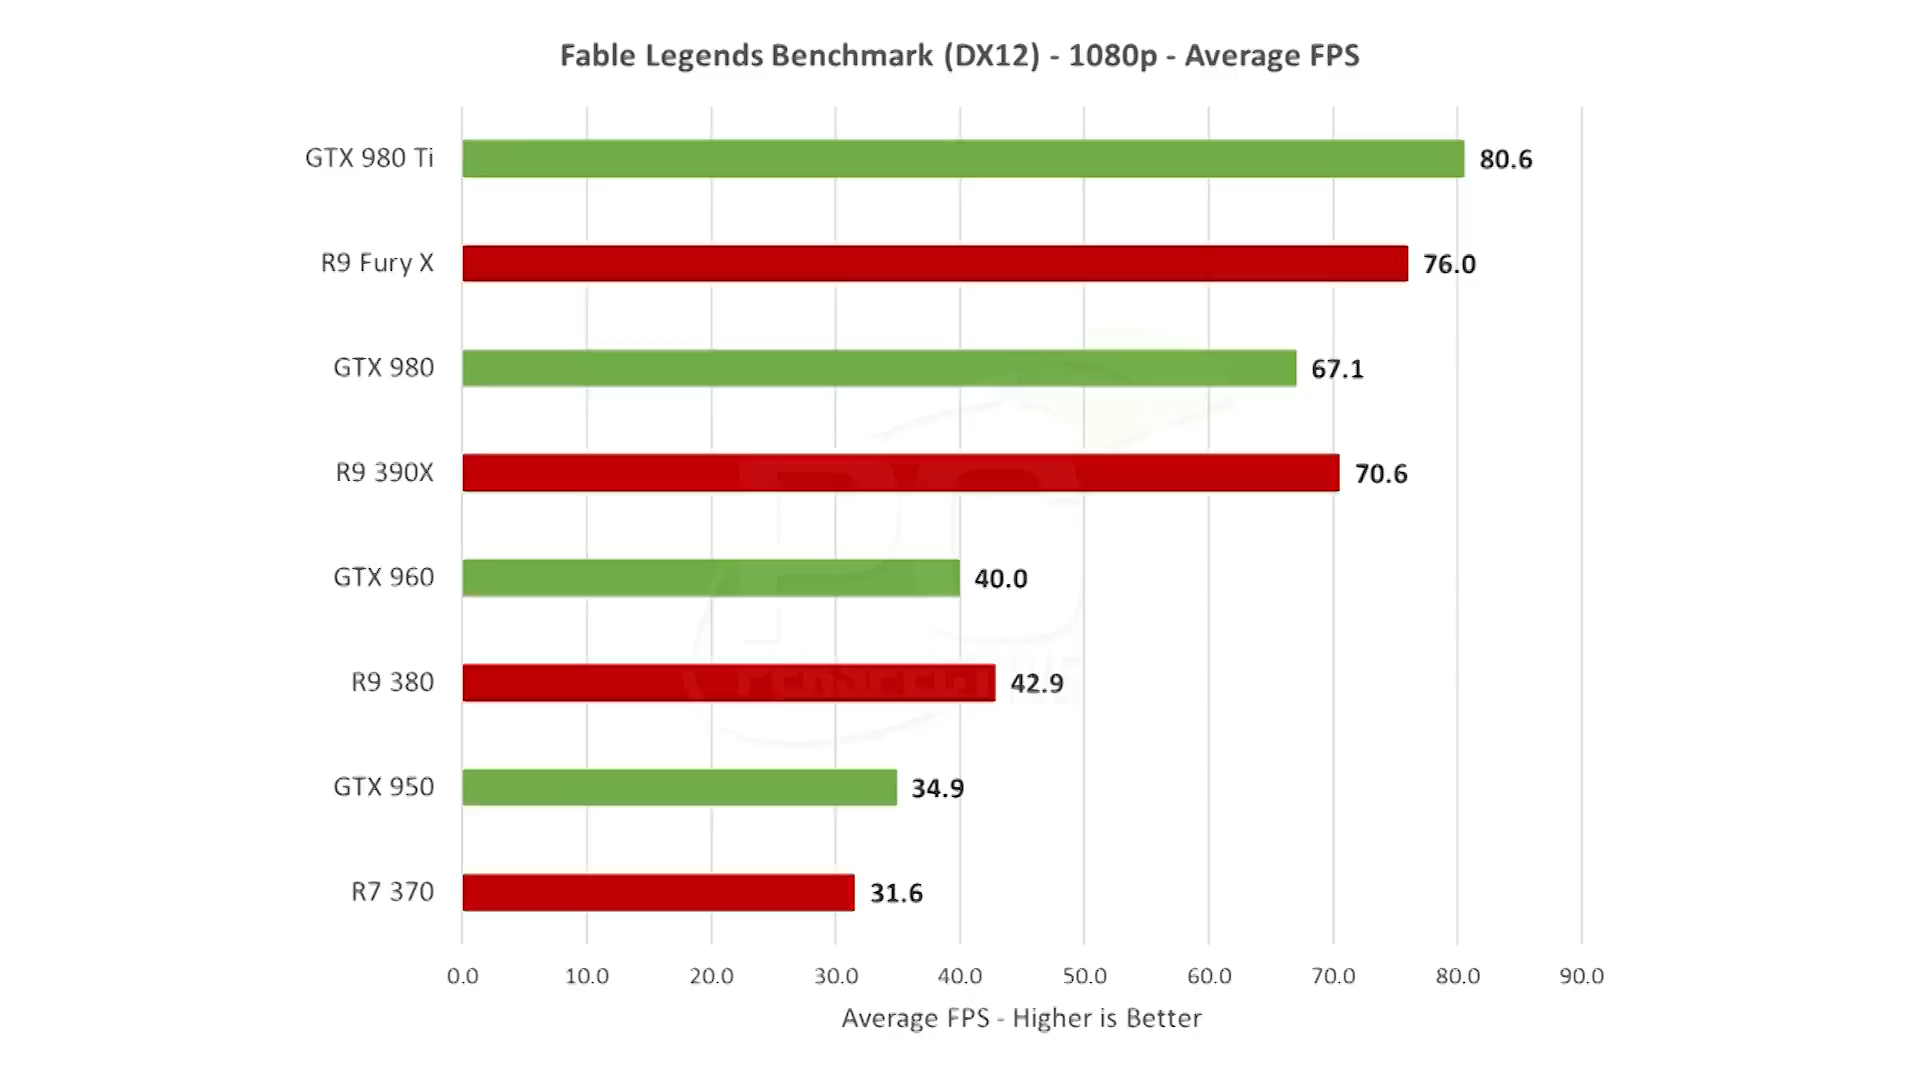 Fable Legends Benchmark (DX12) - 1080p - Average FPS
GTX 980 Ti 80.6
R9 Fury X 76.0
GTX 980 67.1
R9 390X 70.6
GTX 960 40.0
R9 380 42.9
GTX 950 34.9
R7 370 31.6
0.0 10.0 20.0 30.0 40.0 50.0 60.0 70.0 80.0 90.0
Average FPS - Higher is Better
PC
PERSPECTIVE